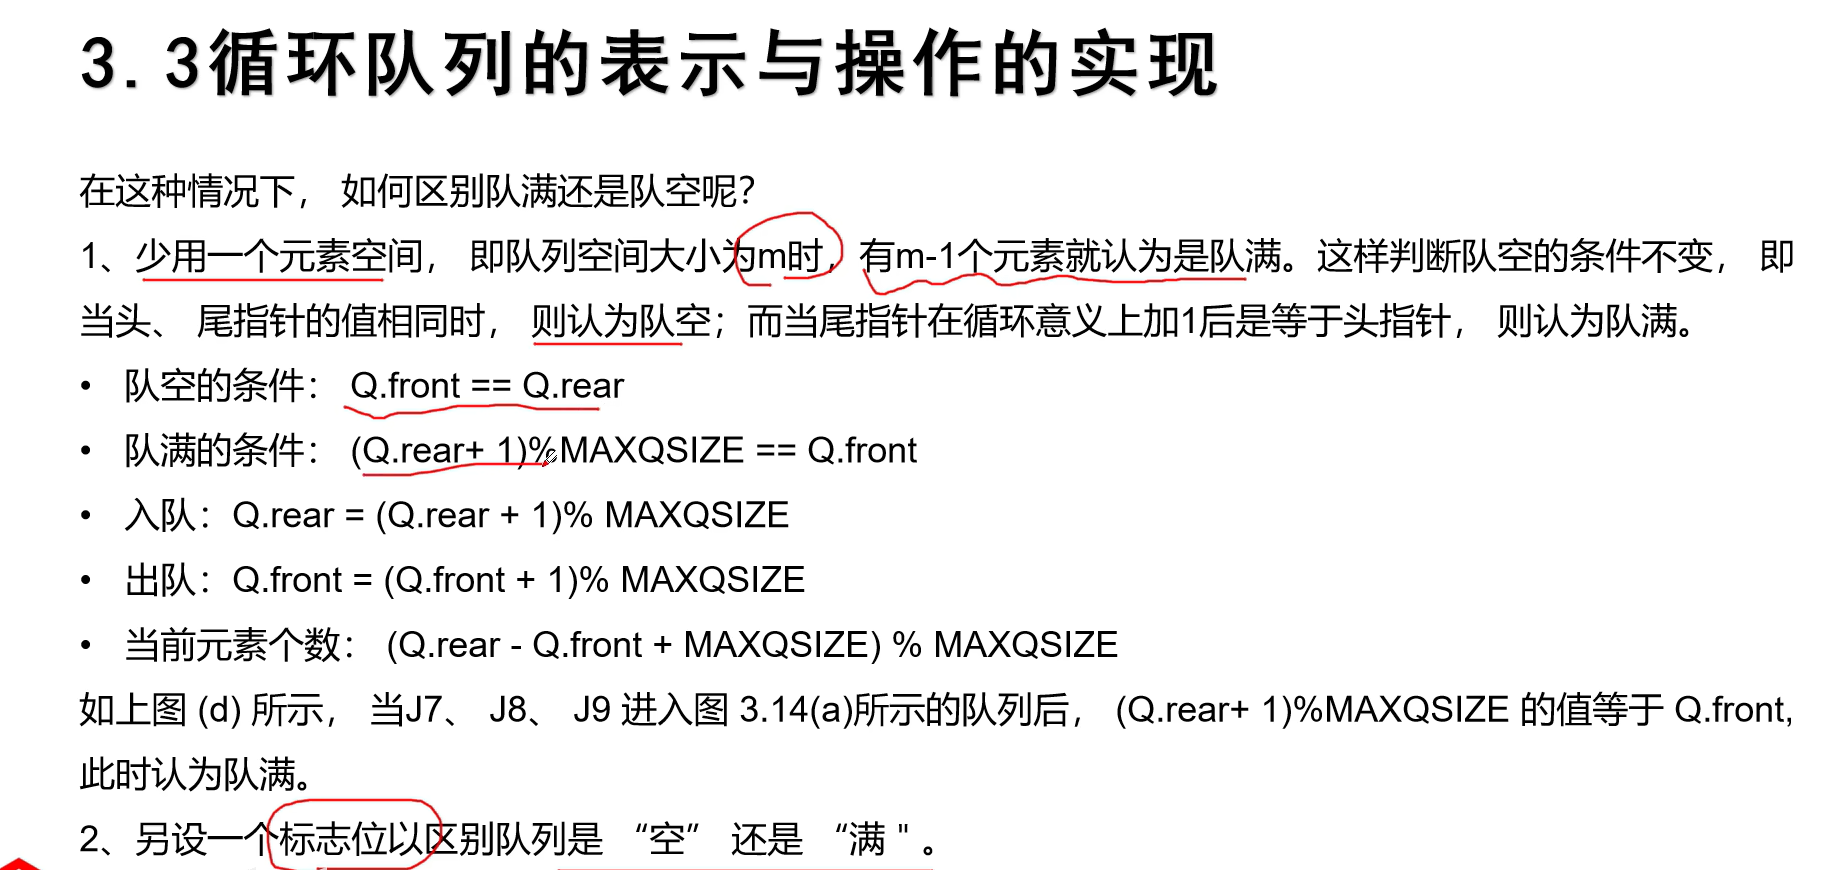 3.3循环队列的表示与操作的实现
在这种情况下， 如何区别队满还是队空呢？
1、少用一个元素空间， 即队列空间大小为m时，有m-1个元素就认为是队满。这样判断队空的条件不变， 即
当头、 尾指针的值相同时， 则认为队空；而当尾指针在循环意义上加1后是等于头指针， 则认为队满。
• 队空的条件： Q.front == Q.rear
• 队满的条件： (Q.rear+ 1)%MAXQSIZE == Q.front
• 入队：Q.rear = (Q.rear + 1)% MAXQSIZE
• 出队：Q.front = (Q.front + 1)% MAXQSIZE
• 当前元素个数： (Q.rear - Q.front + MAXQSIZE) % MAXQSIZE
如上图 (d) 所示， 当J7、 J8、 J9 进入图 3.14(a)所示的队列后， (Q.rear+ 1)%MAXQSIZE 的值等于 Q.front,
此时认为队满。
2、另设一个标志位以区别队列是 “空” 还是 “满 "。